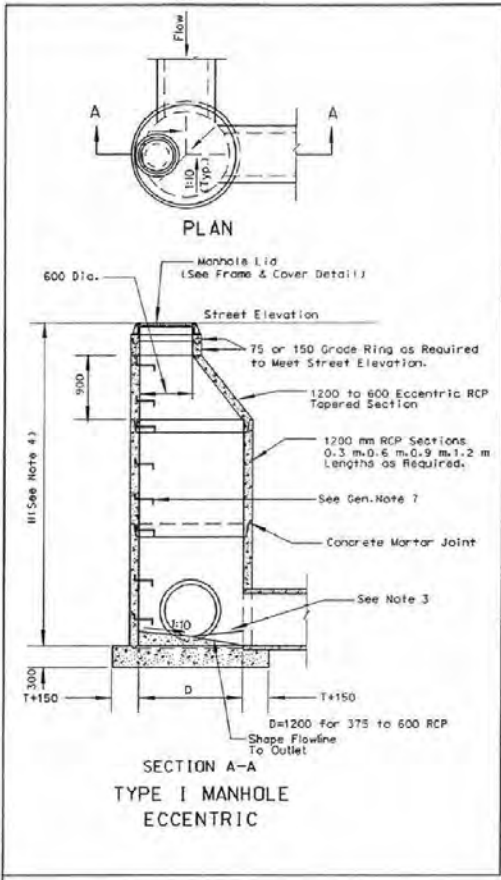 Flow
A A
1:10
(Typ.)
PLAN
Manhole Lid
(See Frame & Cover Detail)
600 Dia.
Street Elevation
75 or 150 Grade Ring as Required
to Meet Street Elevation.
900
1200 to 600 Eccentric RCP
Tapered Section
1200 mm RCP Sections
0.3 m.0.6 m.0.9 m.1.2 m
Lengths as Required.
H(See Note 4)
See Gen.Note 7
Concrete Mortar Joint
See Note 3
1:10
300
T+150 D T+150
D=1200 for 375 to 600 RCP
Shape Flowline
To Outlet
SECTION A-A
TYPE I MANHOLE
ECCENTRIC